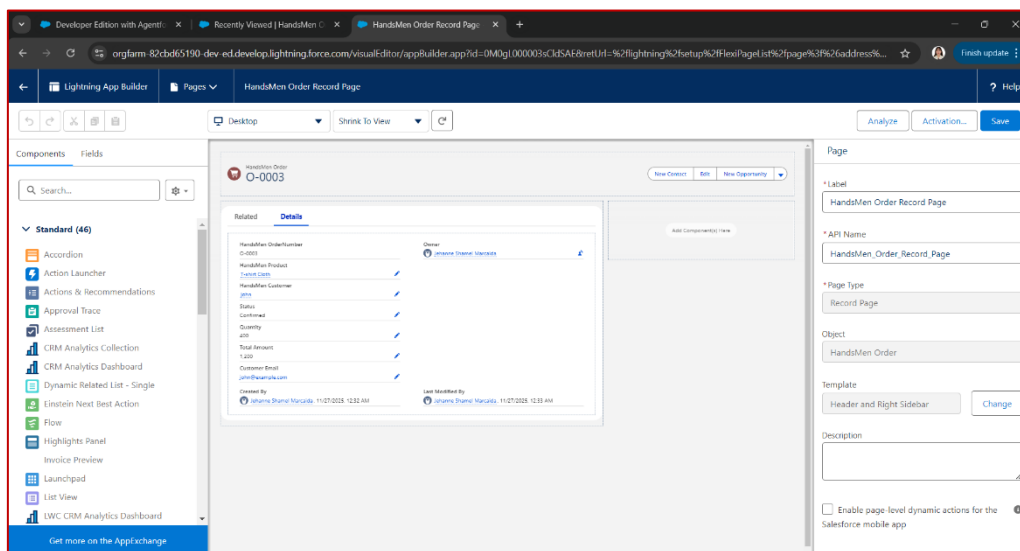 Developer Edition with Agentfo
Recently Viewed | HandsMen O
HandsMen Order Record Page
orgfarm-82cbd65190-dev-ed.develop.lightning.force.com/visualEditor/appBuilder.app?id=0M0gL000003sCldSAE&retUrl=%2flightning%2fsetup%2fFlexiPageList%2fpage%3f%26address%...
Finish update
Lightning App Builder
Pages
HandsMen Order Record Page
? Help
Desktop
Shrink To View
Analyze
Activation...
Save
Components
Fields
Search...
Standard (46)
Accordion
Action Launcher
Actions & Recommendations
Approval Trace
Assessment List
CRM Analytics Collection
CRM Analytics Dashboard
Dynamic Related List - Single
Einstein Next Best Action
Flow
Highlights Panel
Invoice Preview
Launchpad
List View
LWC CRM Analytics Dashboard
Get more on the AppExchange
HandsMen Order
O-0003
New Contact
Edit
New Opportunity
Related
Details
HandsMen OrderNumber
O-0003
Owner
Jehanne Shamel Marcaida
HandsMen Product
T-shirt Cloth
HandsMen Customer
John
Status
Confirmed
Quantity
400
Total Amount
1,200
Customer Email
john@example.com
Created By
Jehanne Shamel Marcaida, 11/27/2025, 12:32 AM
Last Modified By
Jehanne Shamel Marcaida, 11/27/2025, 12:33 AM
Add Component(s) Here
Page
*Label
HandsMen Order Record Page
*API Name
HandsMen_Order_Record_Page
*Page Type
Record Page
Object
HandsMen Order
Template
Header and Right Sidebar
Change
Description
Enable page-level dynamic actions for the
Salesforce mobile app